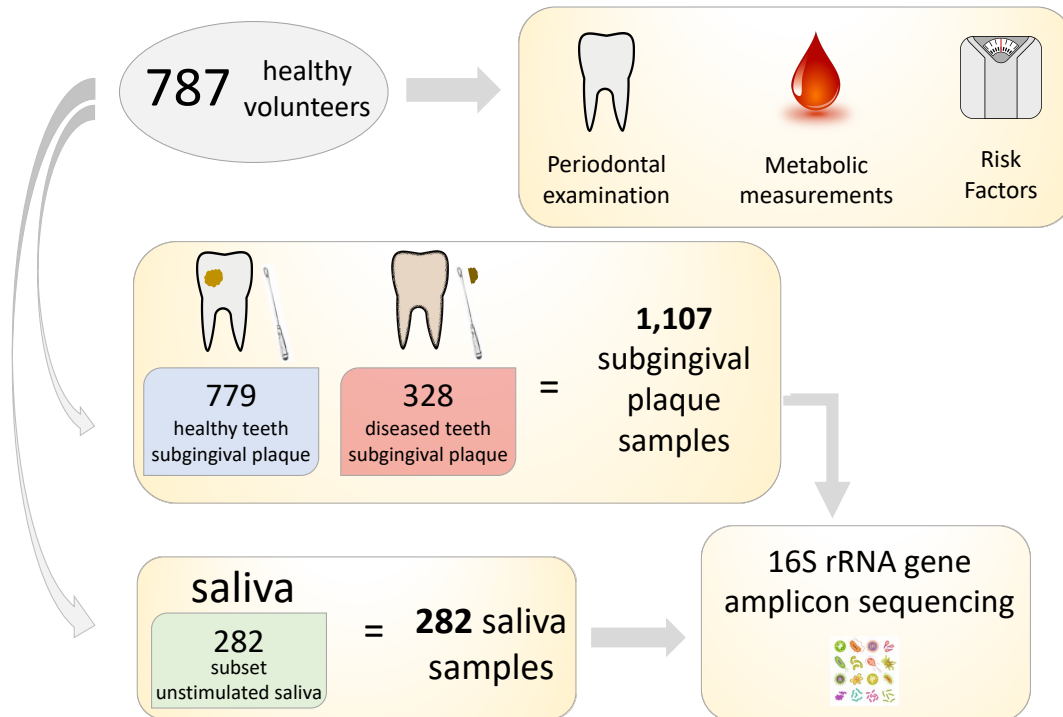 787 healthy
volunteers
Periodontal
examination
Metabolic
measurements
Risk
Factors
779
healthy teeth
subgingival plaque
328
diseased teeth
subgingival plaque
=
1,107
subgingival
plaque
samples
saliva
282
subset
unstimulated saliva
=
282 saliva
samples
16S rRNA gene
amplicon sequencing